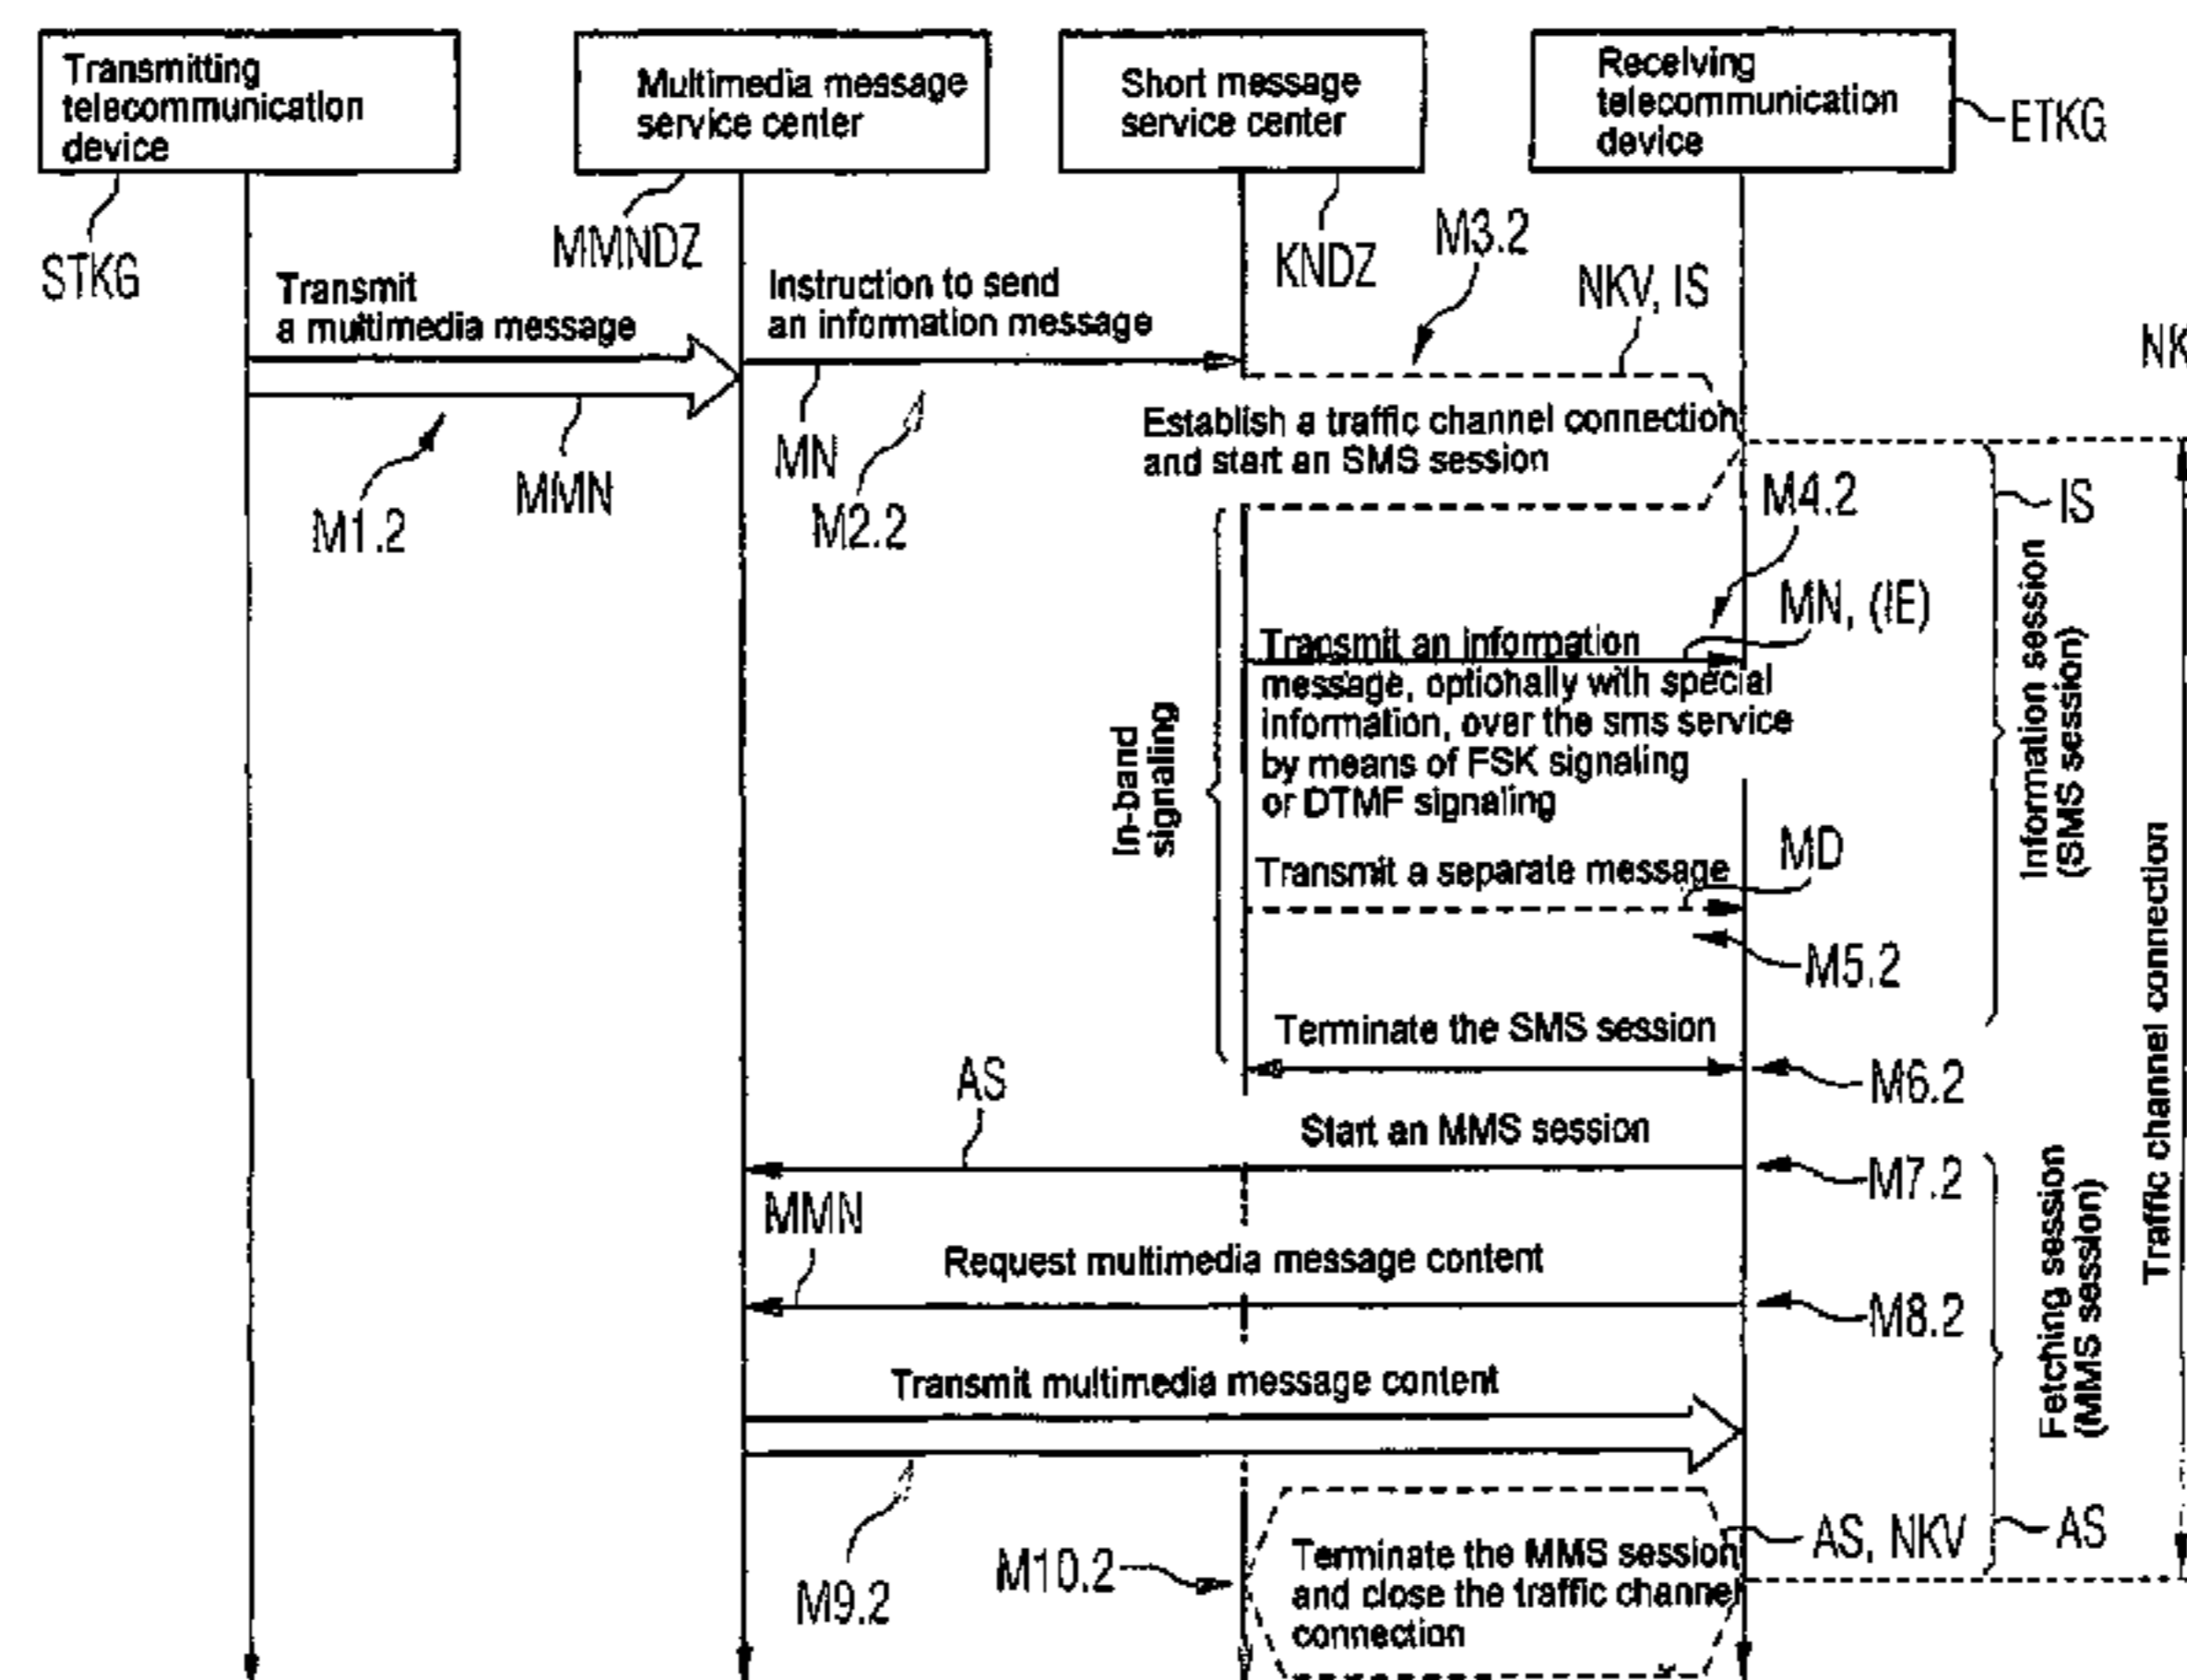 Transmitting
telecommunication
device
Multimedia message
service center
Short message
service center
Receiving
telecommunication
device
ETKG
STKG
MMNDZ
KNDZ
M3.2
NKV, IS
Transmit
a multimedia message
Instruction to send
an information message
MN
MMN
M1.2
M2.2
Establish a traffic channel connection
and start an SMS session
M4.2
IS
MN, (IE)
Transmit an information
message, optionally with special
information, over the sms service
by means of FSK signaling
or DTMF signaling
In-band
signaling
Information session
(SMS session)
Transmit a separate message
MD
M5.2
Terminate the SMS session
M6.2
AS
Start an MMS session
M7.2
MMN
Request multimedia message content
M8.2
Transmit multimedia message content
M9.2
Fetching session
(MMS session)
Traffic channel connection
M10.2
Terminate the MMS session
and close the traffic channel
connection
AS, NKV
AS